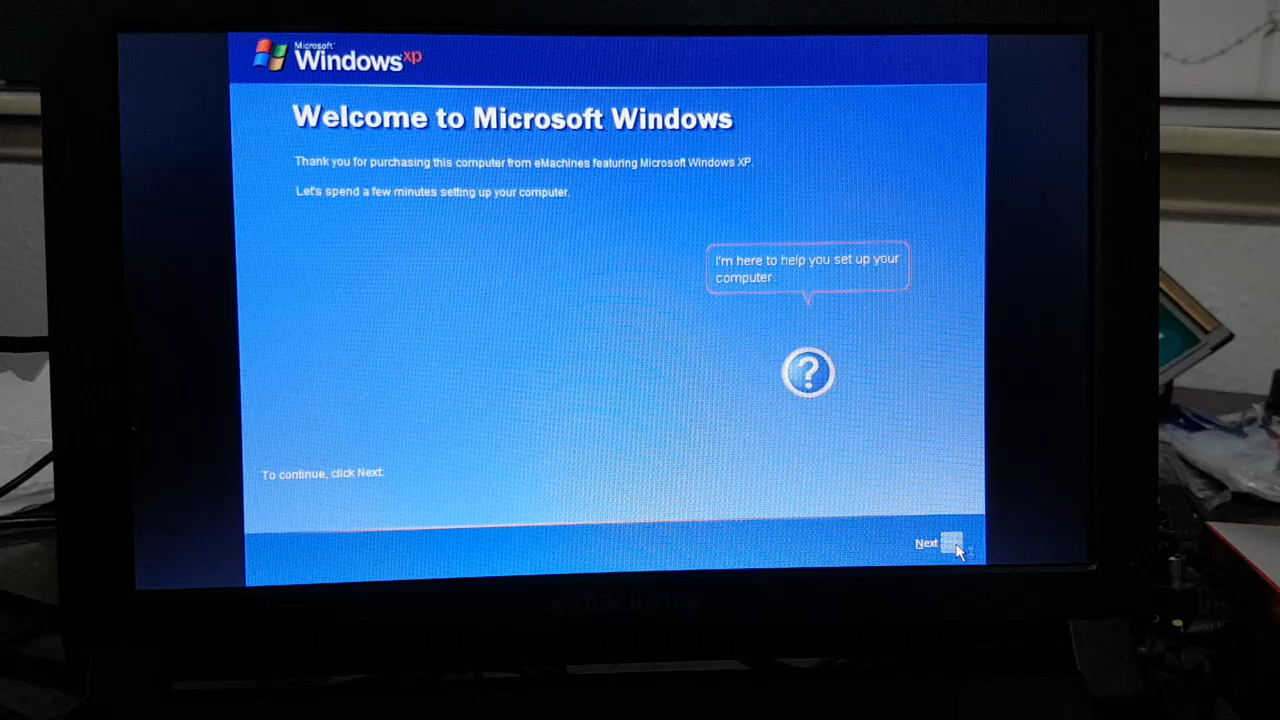 Microsoft
Windows xp
Welcome to Microsoft Windows
Thank you for purchasing this computer from eMachines featuring Microsoft Windows XP.
Let's spend a few minutes setting up your computer.
I'm here to help you set up your
computer.
?
To continue, click Next.
Next
eMachines